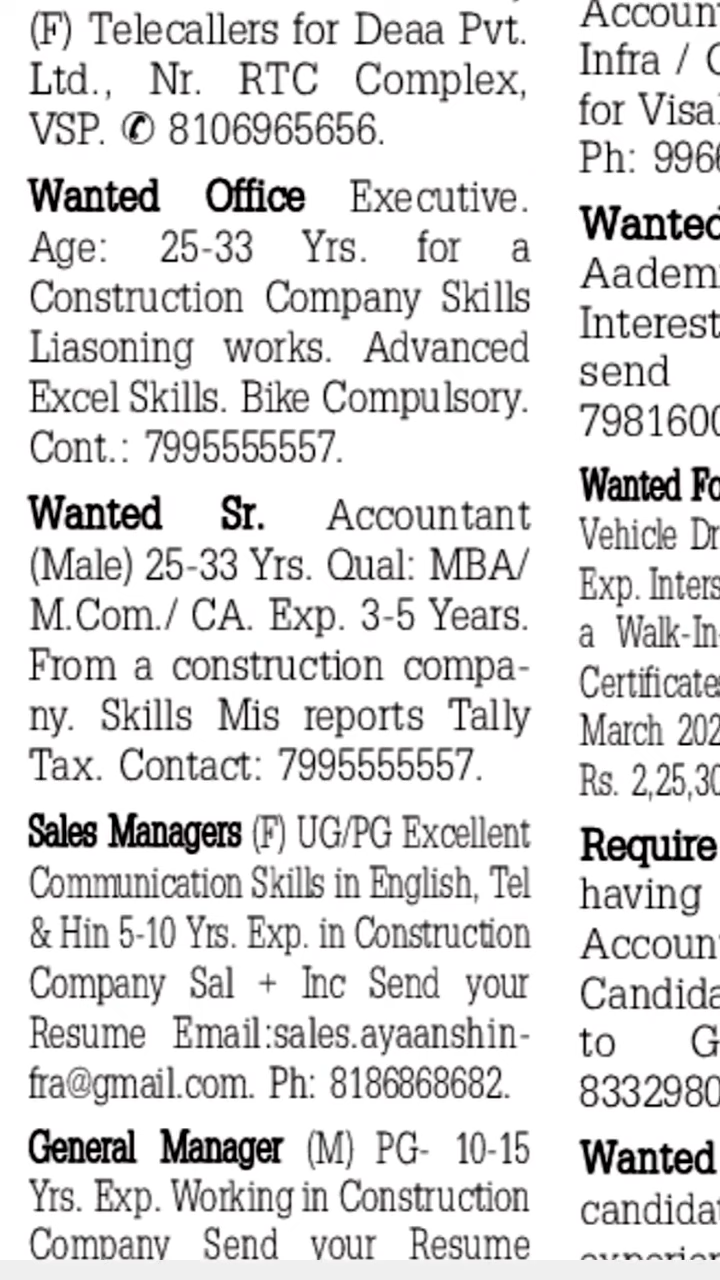 (F) Telecallers for Deaa Pvt.
Ltd., Nr. RTC Complex,
VSP. ✆ 8106965656.
Wanted Office Executive.
Age: 25-33 Yrs. for a
Construction Company Skills
Liasoning works. Advanced
Excel Skills. Bike Compulsory.
Cont.: 7995555557.
Wanted Sr. Accountant
(Male) 25-33 Yrs. Qual: MBA/
M.Com./ CA. Exp. 3-5 Years.
From a construction compa-
ny. Skills Mis reports Tally
Tax. Contact: 7995555557.
Sales Managers (F) UG/PG Excellent
Communication Skills in English, Tel
& Hin 5-10 Yrs. Exp. in Construction
Company Sal + Inc Send your
Resume Email:sales.ayaanshin-
fra@gmail.com. Ph: 8186868682.
General Manager (M) PG- 10-15
Yrs. Exp. Working in Construction
Company Send your Resume
Accoun
Infra /
for Visa
Ph: 996
Wanted
Aadem
Interest
send
7981600
Wanted Fo
Vehicle Dr
Exp. Inters
a Walk-In-
Certificate
March 202
Rs. 2,25,30
Require
having
Accoun
Candida
to G
8332980
Wanted
candida